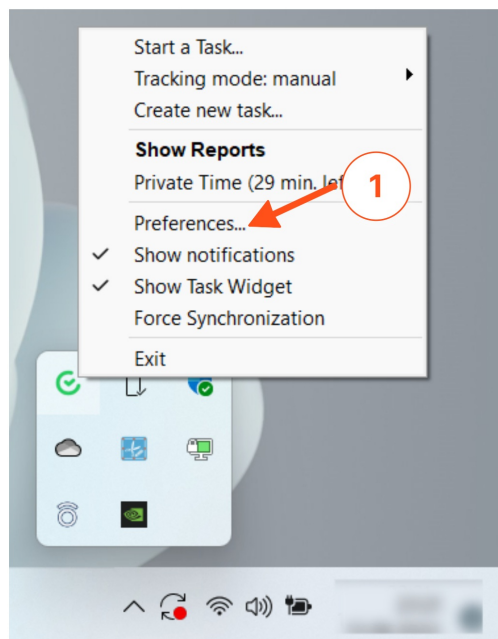 Start a Task...
Tracking mode: manual
Create new task...
Show Reports
Private Time (29 min. lef
1
Preferences...
Show notifications
Show Task Widget
Force Synchronization
Exit